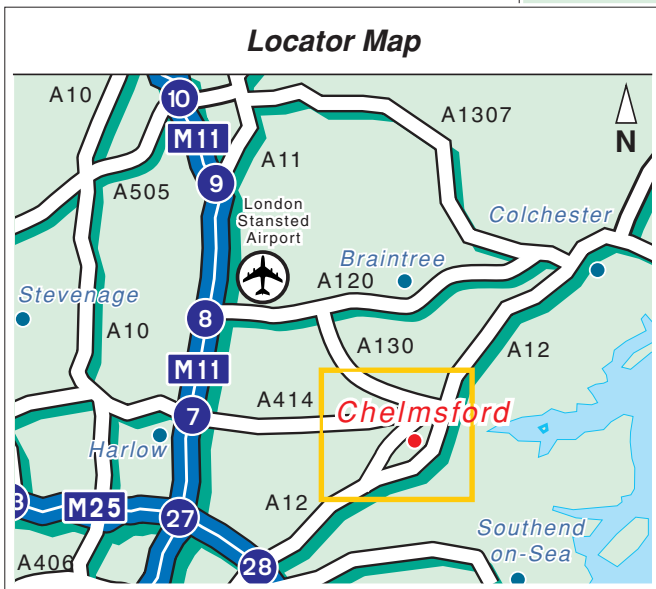 Locator Map
A10
10
A1307
M11
A11
N
A505
9
London
Stansted
Airport
Colchester
Braintree
A120
Stevenage
A10
8
A130
A12
M11
A414
7
Chelmsford
Harlow
A12
M25
27
Southend
on-Sea
A406
28